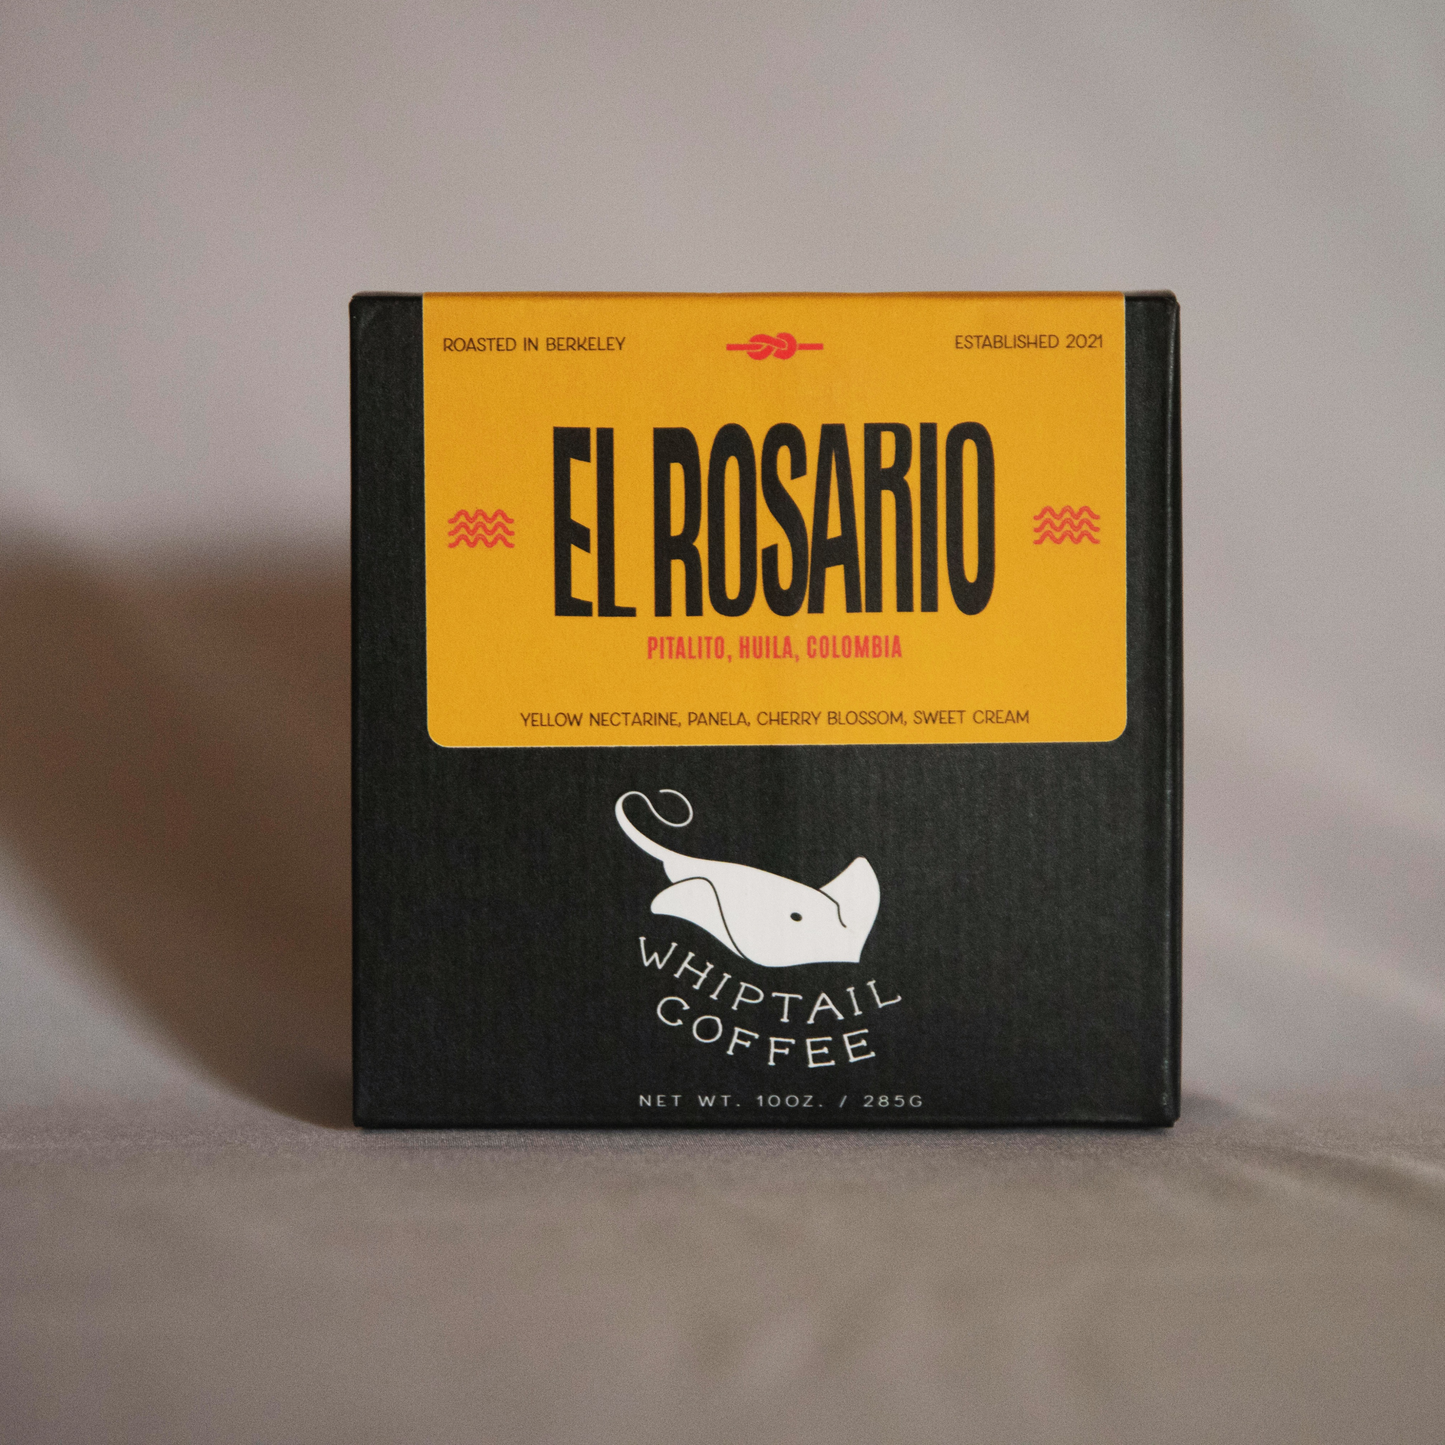 ROASTED IN BERKELEY
ESTABLISHED 2021
EL ROSARIO
PITALITO, HUILA, COLOMBIA
YELLOW NECTARINE, PANELA, CHERRY BLOSSOM, SWEET CREAM
WHIPTAIL
COFFEE
NET WT. 10OZ. / 285G